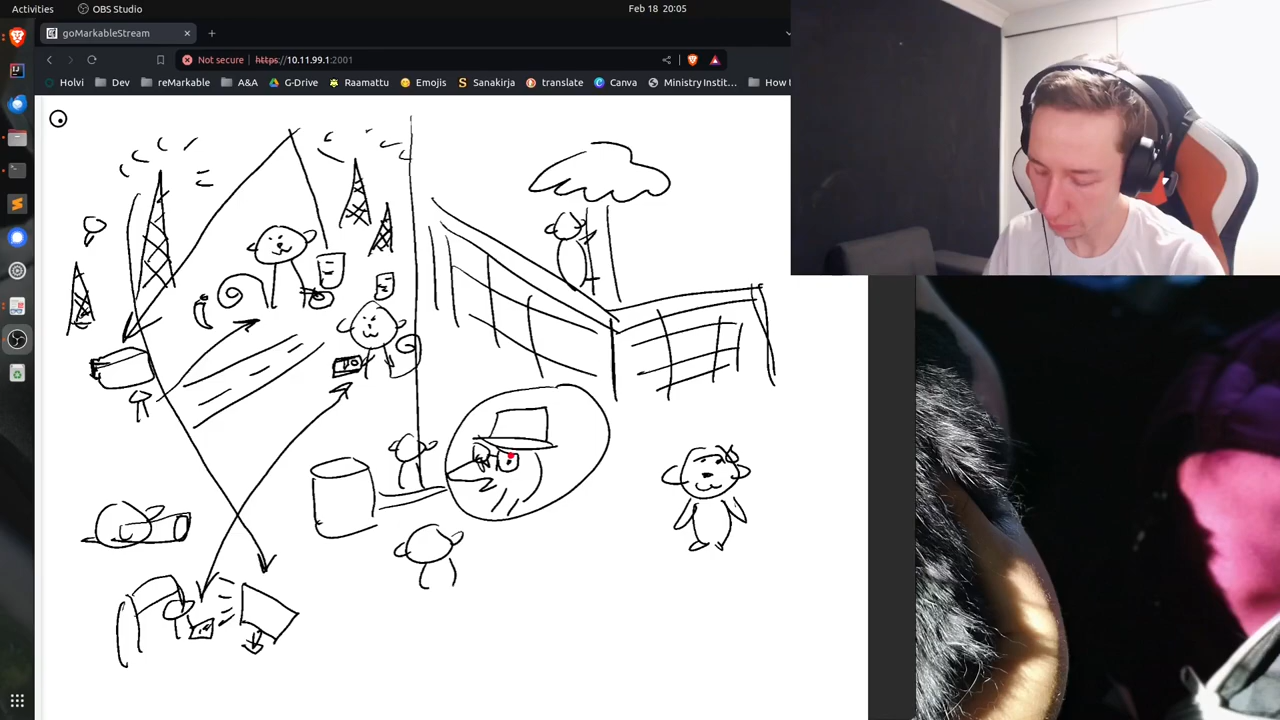 Activities OBS Studio Feb 18 20:05
goMarkableStream
Not secure https://10.11.99.1:2001
Holvi Dev reMarkable A&A G-Drive Raamattu Emojis Sanakirja translate Canva Ministry Instit... How t